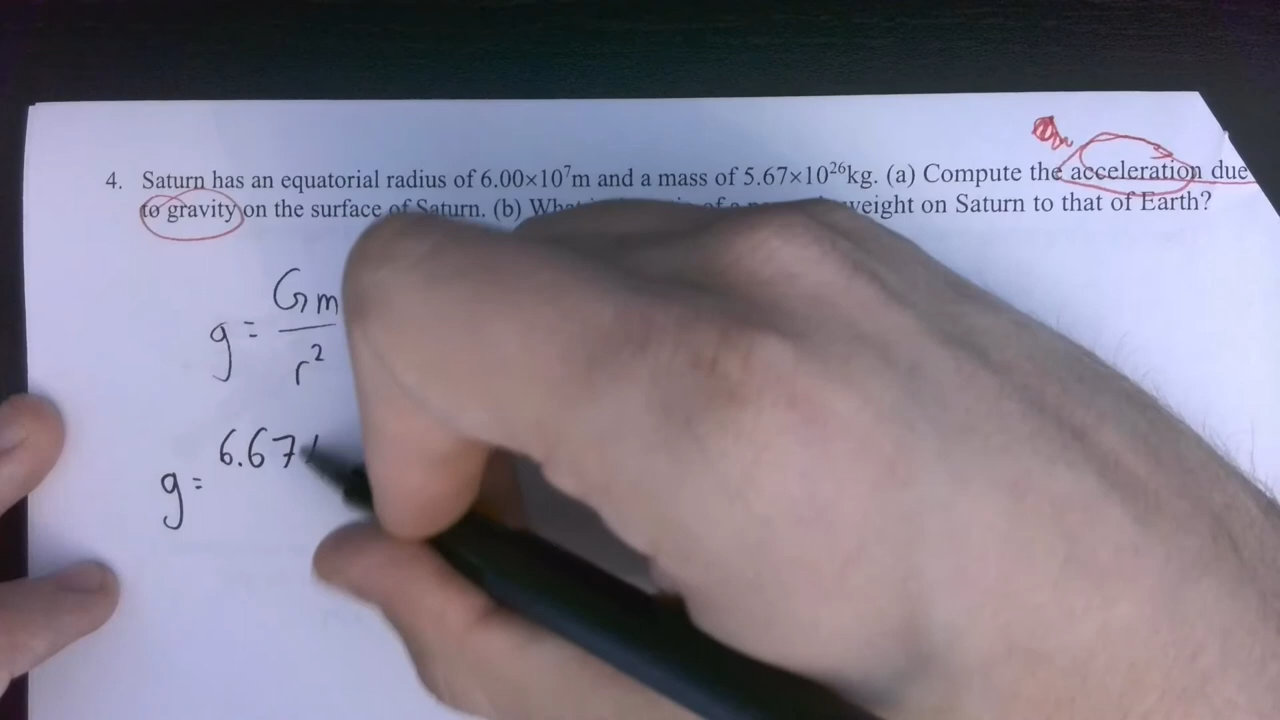 4. Saturn has an equatorial radius of 6.00×10⁷m and a mass of 5.67×10²⁶kg. (a) Compute the acceleration due
to gravity on the surface of Saturn. (b) weight on Saturn to that of Earth?
g = Gm / r²
g = 6.67